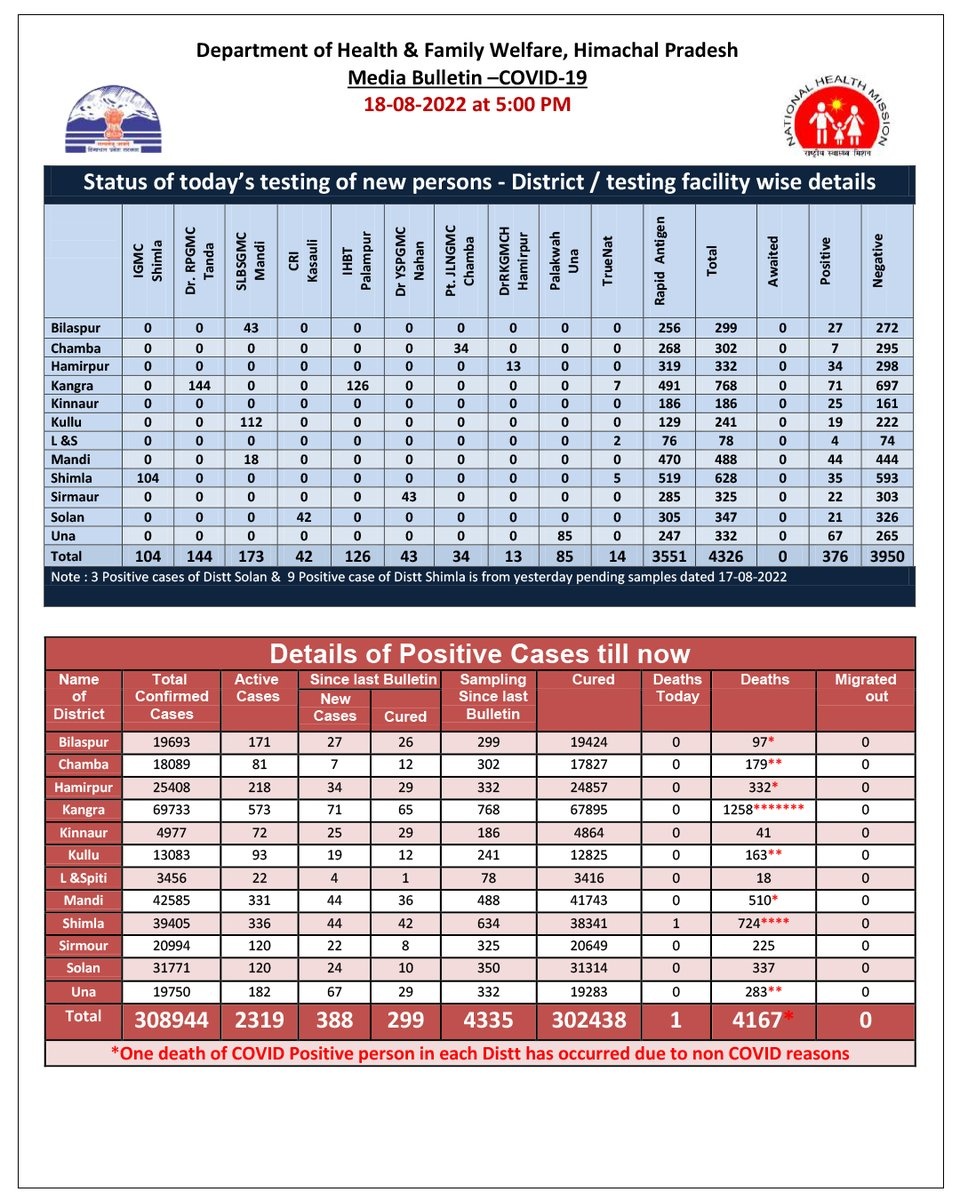 Department of Health & Family Welfare, Himachal Pradesh
Media Bulletin –COVID-19
18-08-2022 at 5:00 PM
NATIONAL HEALTH MISSION
राष्ट्रीय स्वास्थ्य मिशन
Status of today's testing of new persons - District / testing facility wise details
IGMC Shimla Dr. RPGMC Tanda SLBSGMC Mandi CRI Kasauli IHBT Palampur Dr YSPGMC Nahan Pt. JLNGMC Chamba DrRKGMCH Hamirpur Palakwah Una TrueNat Rapid Antigen Total Awaited Positive Negative
Bilaspur 0 0 43 0 0 0 0 0 0 0 256 299 0 27 272
Chamba 0 0 0 0 0 0 34 0 0 0 268 302 0 7 295
Hamirpur 0 0 0 0 0 0 0 13 0 0 319 332 0 34 298
Kangra 0 144 0 0 126 0 0 0 0 7 491 768 0 71 697
Kinnaur 0 0 0 0 0 0 0 0 0 0 186 186 0 25 161
Kullu 0 0 112 0 0 0 0 0 0 0 129 241 0 19 222
L &S 0 0 0 0 0 0 0 0 0 2 76 78 0 4 74
Mandi 0 0 18 0 0 0 0 0 0 0 470 488 0 44 444
Shimla 104 0 0 0 0 0 0 0 0 5 519 628 0 35 593
Sirmaur 0 0 0 0 0 43 0 0 0 0 285 325 0 22 303
Solan 0 0 0 42 0 0 0 0 0 0 305 347 0 21 326
Una 0 0 0 0 0 0 0 0 85 0 247 332 0 67 265
Total 104 144 173 42 126 43 34 13 85 14 3551 4326 0 376 3950
Note : 3 Positive cases of Distt Solan & 9 Positive case of Distt Shimla is from yesterday pending samples dated 17-08-2022
Details of Positive Cases till now
Name of District Total Confirmed Cases Active Cases Since last Bulletin New Cases Cured Sampling Since last Bulletin Cured Deaths Today Deaths Migrated out
Bilaspur 19693 171 27 26 299 19424 0 97* 0
Chamba 18089 81 7 12 302 17827 0 179** 0
Hamirpur 25408 218 34 29 332 24857 0 332* 0
Kangra 69733 573 71 65 768 67895 0 1258******* 0
Kinnaur 4977 72 25 29 186 4864 0 41 0
Kullu 13083 93 19 12 241 12825 0 163** 0
L &Spiti 3456 22 4 1 78 3416 0 18 0
Mandi 42585 331 44 36 488 41743 0 510* 0
Shimla 39405 336 44 42 634 38341 1 724**** 0
Sirmour 20994 120 22 8 325 20649 0 225 0
Solan 31771 120 24 10 350 31314 0 337 0
Una 19750 182 67 29 332 19283 0 283** 0
Total 308944 2319 388 299 4335 302438 1 4167* 0
*One death of COVID Positive person in each Distt has occurred due to non COVID reasons